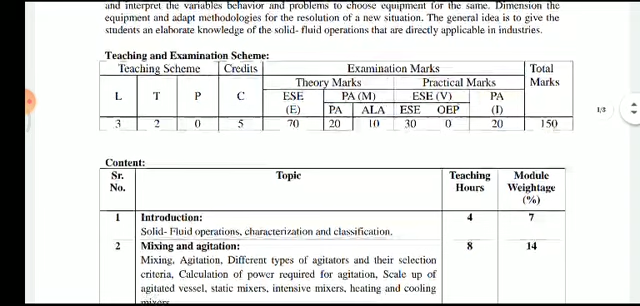 and interpret the variables behavior and problems to choose equipment for the same. Dimension the
equipment and adapt methodologies for the resolution of a new situation. The general idea is to give the
students an elaborate knowledge of the solid- fluid operations that are directly applicable in industries.
Teaching and Examination Scheme:
Teaching Scheme Credits Examination Marks Total Marks
Theory Marks Practical Marks
L T P C ESE (E) PA (M) ESE (V) PA (I)
PA ALA ESE OEP
3 2 0 5 70 20 10 30 0 20 150
1/3
Content:
Sr. No. Topic Teaching Hours Module Weightage (%)
1 Introduction: 4 7
Solid- Fluid operations, characterization and classification.
2 Mixing and agitation: 8 14
Mixing, Agitation, Different types of agitators and their selection
criteria, Calculation of power required for agitation, Scale up of
agitated vessel, static mixers, intensive mixers, heating and cooling
mixers